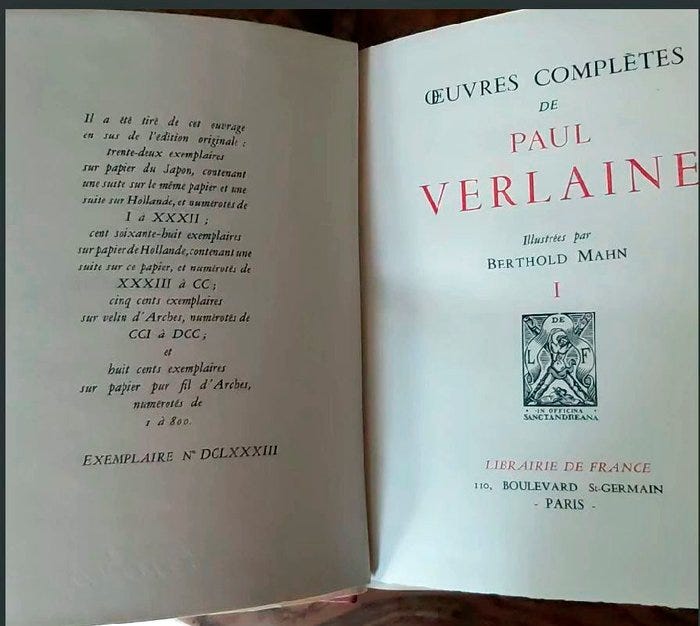 Il a été tiré de cet ouvrage
en sus de l'édition originale :
trente-deux exemplaires
sur papier du Japon, contenant
une suite sur le même papier et une
suite sur Hollande, et numérotés de
I à XXXII ;
cent soixante-huit exemplaires
sur papier de Hollande, contenant une
suite sur ce papier, et numérotés de
XXXIII à CC ;
cinq cents exemplaires
sur velin d'Arches, numérotés de
CCI à DCC ;
et
huit cents exemplaires
sur papier pur fil d'Arches,
numérotés de
1 à 800.
EXEMPLAIRE N° DCLXXXIII
ŒUVRES COMPLÈTES
DE
PAUL
VERLAINE
Illustrées par
BERTHOLD MAHN
I
DE
L F
· IN OFFICINA ·
SANCTANDREANA
LIBRAIRIE DE FRANCE
110, BOULEVARD St-GERMAIN
- PARIS -